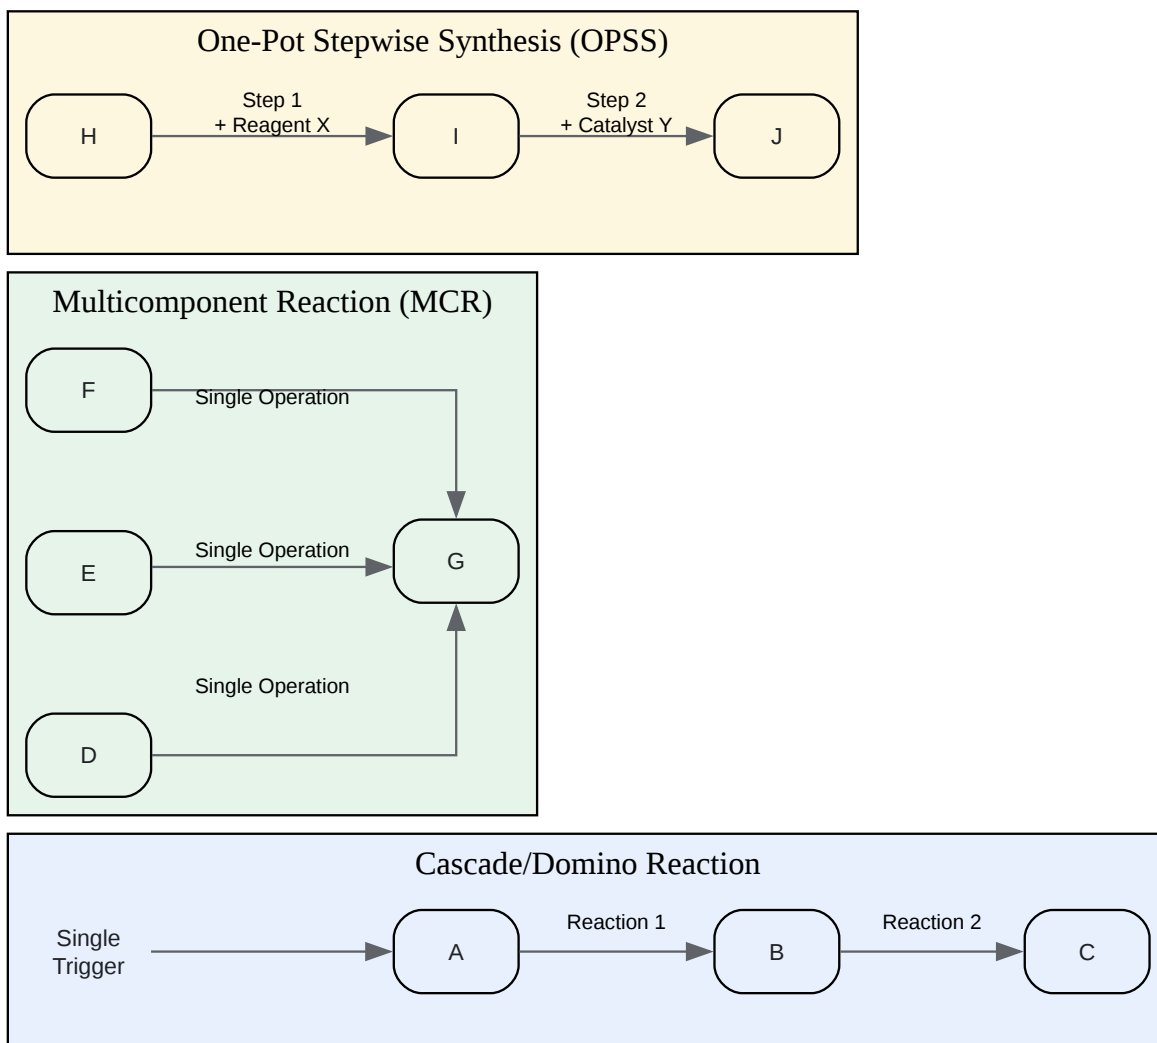 One-Pot Stepwise Synthesis (OPSS)
H
Step 1
+ Reagent X
I
Step 2
+ Catalyst Y
J
Multicomponent Reaction (MCR)
F
Single Operation
E
Single Operation
G
Single Operation
D
Cascade/Domino Reaction
Single
Trigger
A
Reaction 1
B
Reaction 2
C